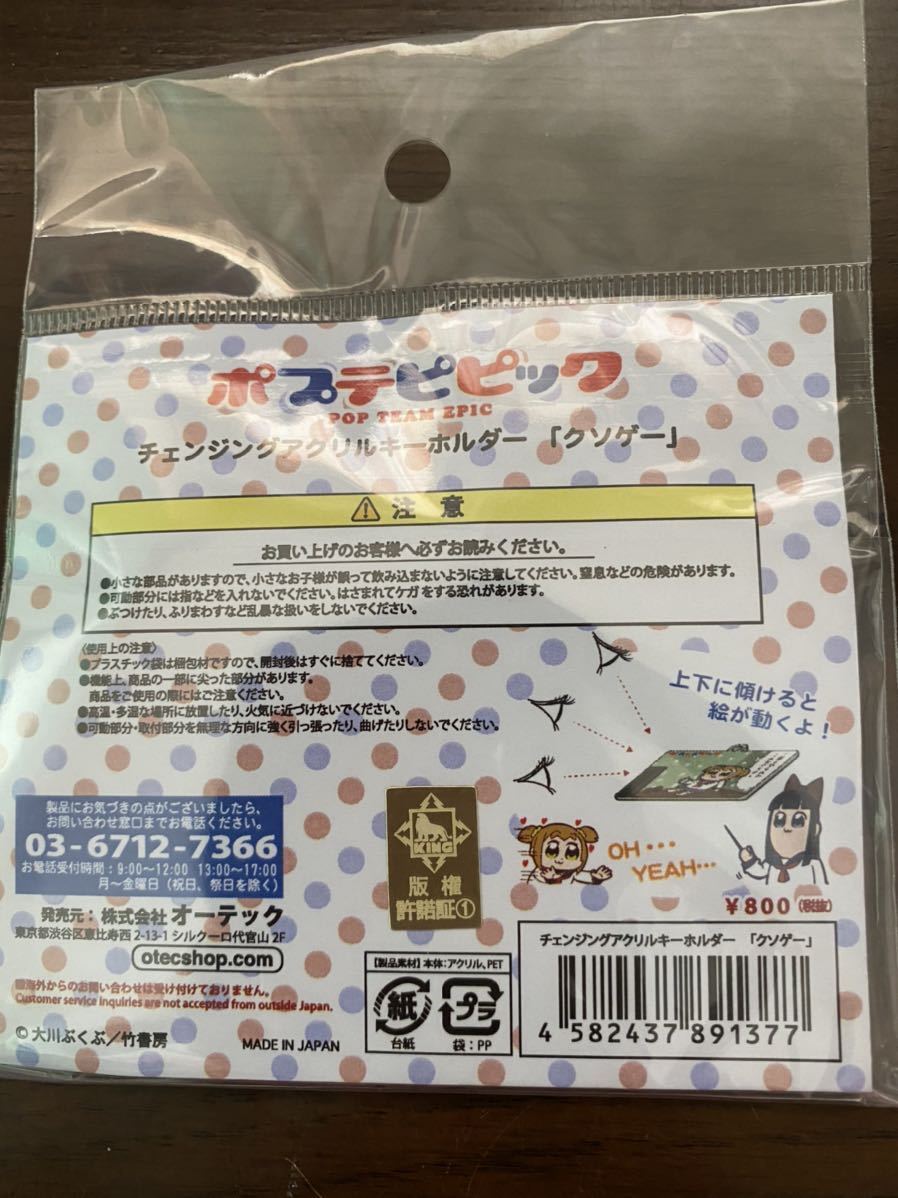 ポプテピピック
POP TEAM EPIC
チェンジングアクリルキーホルダー 「クソゲー」
⚠ 注 意
お買い上げのお客様へ必ずお読みください。
●小さな部品がありますので、小さなお子様が誤って飲み込まないように注意してください。窒息などの危険があります。
●可動部分には指などを入れないでください。はさまれてケガをする恐れがあります。
●ぶつけたり、ふりまわすなど乱暴な扱いをしないでください。
〈使用上の注意〉
●プラスチック袋は梱包材ですので、開封後はすぐに捨ててください。
●機能上、商品の一部に尖った部分があります。
商品をご使用の際にはご注意ください。
●高温・多湿な場所に放置したり、火気に近づけないでください。
●可動部分・取付部分を無理な方向に強く引っ張ったり、曲げたりしないでください。
上下に傾けると
絵が動くよ!
OH・・・
YEAH・・・
製品にお気づきの点がございましたら、
お問い合わせ窓口までお電話ください。
03-6712-7366
お電話受付時間:9:00〜12:00 13:00〜17:00
月〜金曜日(祝日、祭日を除く)
発売元:株式会社 オーテック
東京都渋谷区恵比寿西 2-13-1 シルクーロ代官山 2F
otecshop.com
※海外からのお問い合わせは受け付けておりません。
Customer service inquiries are not accepted from outside Japan.
© 大川ぶくぶ/竹書房
MADE IN JAPAN
KING
版 権
許諾証①
【製品素材】本体:アクリル、PET
紙
台紙
プラ
袋:PP
¥800(税抜)
チェンジングアクリルキーホルダー 「クソゲー」
4 582437 891377